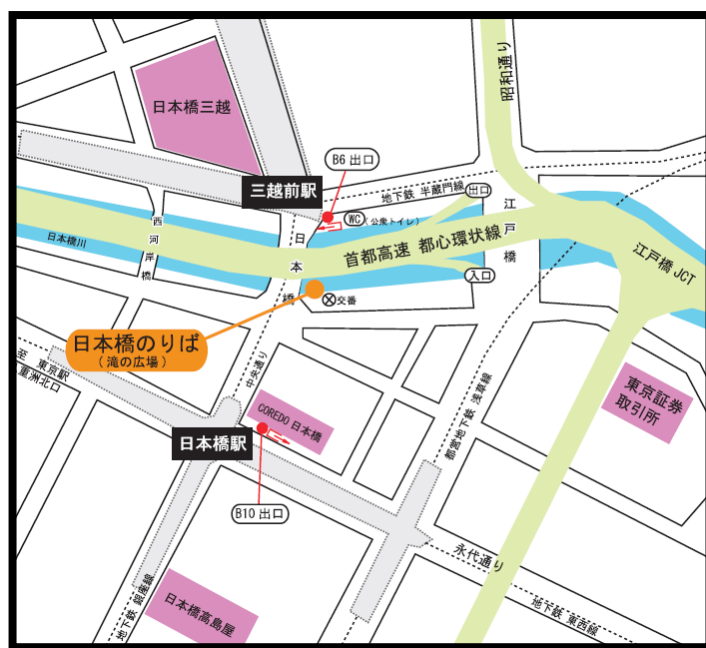 昭和通り
日本橋三越
B6 出口
三越前駅
地下鉄 半蔵門線
出口
WC
(公衆トイレ)
江戸橋
西河岸橋
日本橋川
日本橋
首都高速 都心環状線
江戸橋 JCT
入口
交番
日本橋のりば
(滝の広場)
至 東京駅
八重洲北口
中央通り
都営地下鉄 浅草線
東京証券
取引所
COREDO 日本橋
日本橋駅
B10 出口
永代通り
地下鉄 東西線
地下鉄 銀座線
日本橋高島屋